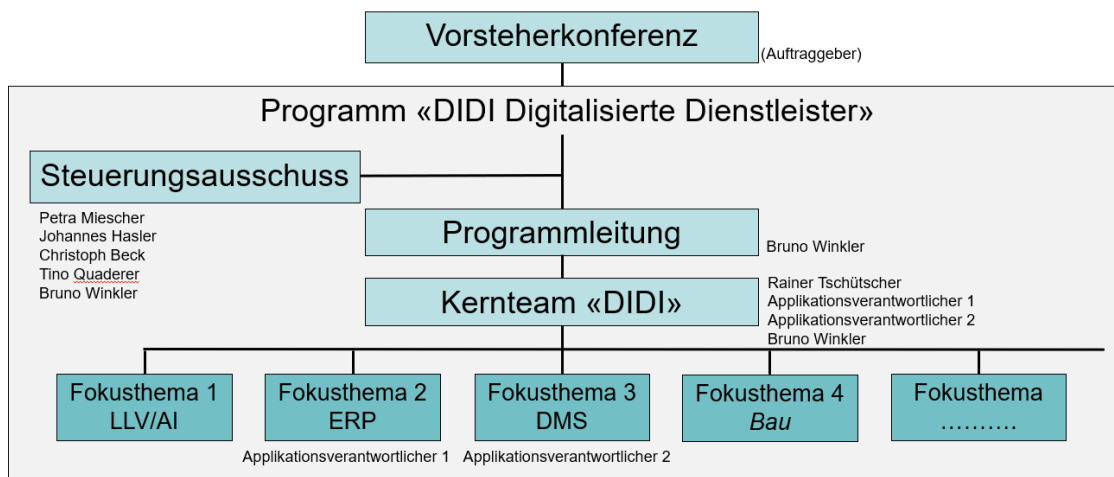 Vorsteherkonferenz
(Auftraggeber)
Programm «DIDI Digitalisierte Dienstleister»
Steuerungsausschuss
Petra Miescher
Johannes Hasler
Christoph Beck
Tino Quaderer
Bruno Winkler
Programmleitung
Bruno Winkler
Kernteam «DIDI»
Rainer Tschütscher
Applikationsverantwortlicher 1
Applikationsverantwortlicher 2
Bruno Winkler
Fokusthema 1
LLV/AI
Fokusthema 2
ERP
Applikationsverantwortlicher 1
Fokusthema 3
DMS
Applikationsverantwortlicher 2
Fokusthema 4
Bau
Fokusthema
……….